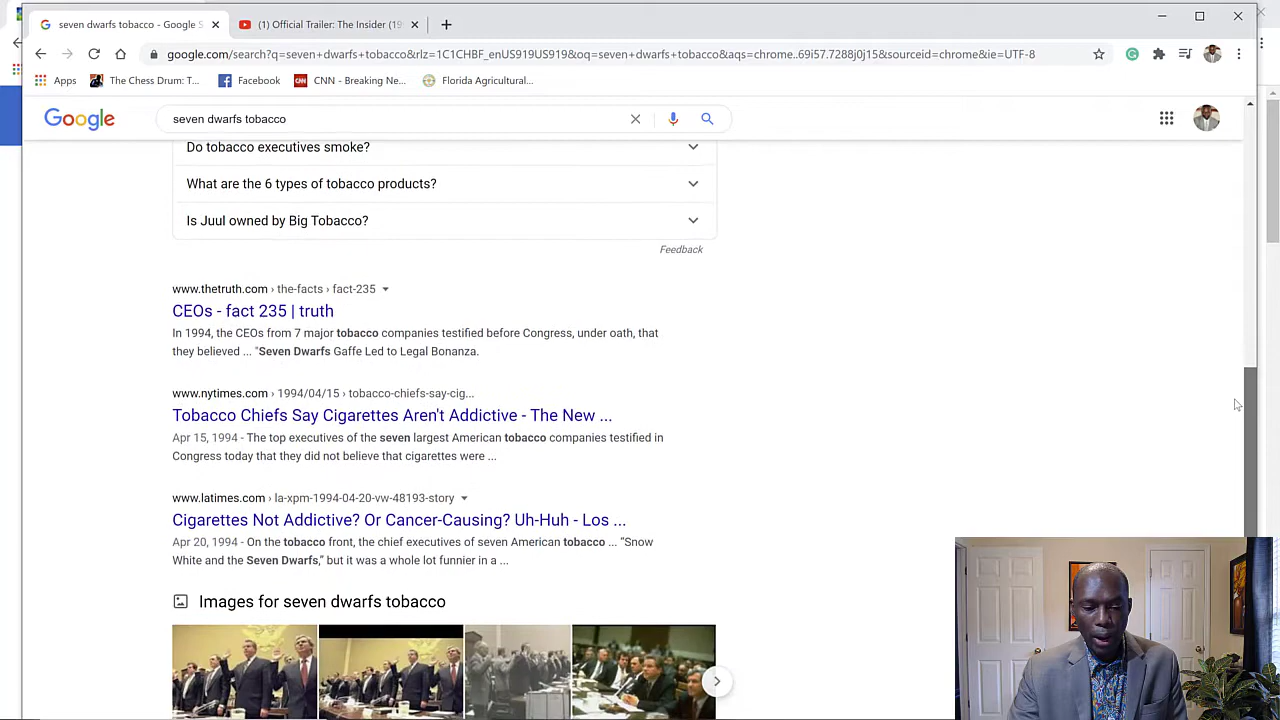 seven dwarfs tobacco - Google S
(1) Official Trailer: The Insider (19
google.com/search?q=seven+dwarfs+tobacco&rlz=1C1CHBF_enUS919US919&oq=seven+dwarfs+tobacco&aqs=chrome..69i57.7288j0j15&sourceid=chrome&ie=UTF-8
Apps The Chess Drum: T... Facebook CNN - Breaking Ne... Florida Agricultural...
Google seven dwarfs tobacco
Do tobacco executives smoke?
What are the 6 types of tobacco products?
Is Juul owned by Big Tobacco?
Feedback
www.thetruth.com › the-facts › fact-235
CEOs - fact 235 | truth
In 1994, the CEOs from 7 major tobacco companies testified before Congress, under oath, that
they believed ... "Seven Dwarfs Gaffe Led to Legal Bonanza.
www.nytimes.com › 1994/04/15 › tobacco-chiefs-say-cig...
Tobacco Chiefs Say Cigarettes Aren't Addictive - The New ...
Apr 15, 1994 - The top executives of the seven largest American tobacco companies testified in
Congress today that they did not believe that cigarettes were ...
www.latimes.com › la-xpm-1994-04-20-vw-48193-story
Cigarettes Not Addictive? Or Cancer-Causing? Uh-Huh - Los ...
Apr 20, 1994 - On the tobacco front, the chief executives of seven American tobacco ... “Snow
White and the Seven Dwarfs,” but it was a whole lot funnier in a ...
Images for seven dwarfs tobacco